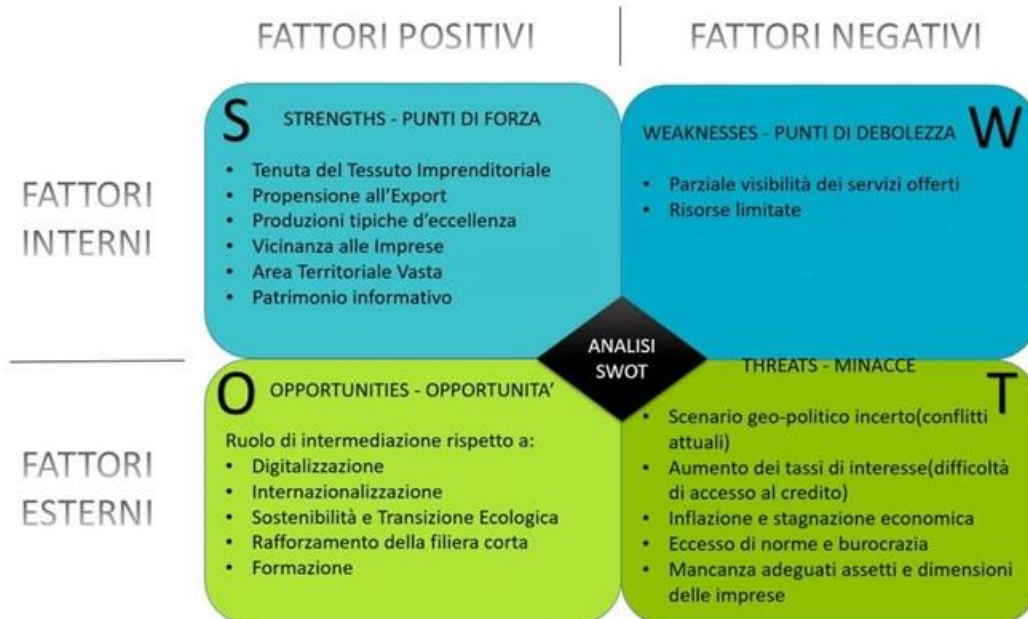 FATTORI POSITIVI
FATTORI NEGATIVI
FATTORI
INTERNI
S
STRENGTHS - PUNTI DI FORZA
• Tenuta del Tessuto Imprenditoriale
• Propensione all'Export
• Produzioni tipiche d'eccellenza
• Vicinanza alle Imprese
• Area Territoriale Vasta
• Patrimonio informativo
WEAKNESSES - PUNTI DI DEBOLEZZA
W
• Parziale visibilità dei servizi offerti
• Risorse limitate
ANALISI
SWOT
FATTORI
ESTERNI
O
OPPORTUNITIES - OPPORTUNITA'
Ruolo di intermediazione rispetto a:
• Digitalizzazione
• Internazionalizzazione
• Sostenibilità e Transizione Ecologica
• Rafforzamento della filiera corta
• Formazione
THREATS - MINACCE
T
• Scenario geo-politico incerto(conflitti
attuali)
• Aumento dei tassi di interesse(difficoltà
di accesso al credito)
• Inflazione e stagnazione economica
• Eccesso di norme e burocrazia
• Mancanza adeguati assetti e dimensioni
delle imprese